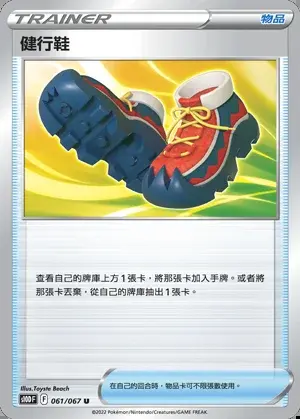 TRAINER 物品
健行鞋
查看自己的牌庫上方1張卡,將那張卡加入手牌。或者將
那張卡丟棄,從自己的牌庫抽出1張卡。
Illus.Toyste Beach
在自己的回合時,物品卡可不限張數使用。
s10D F F 061/067 U
©2022 Pokémon/Nintendo/Creatures/GAME FREAK.